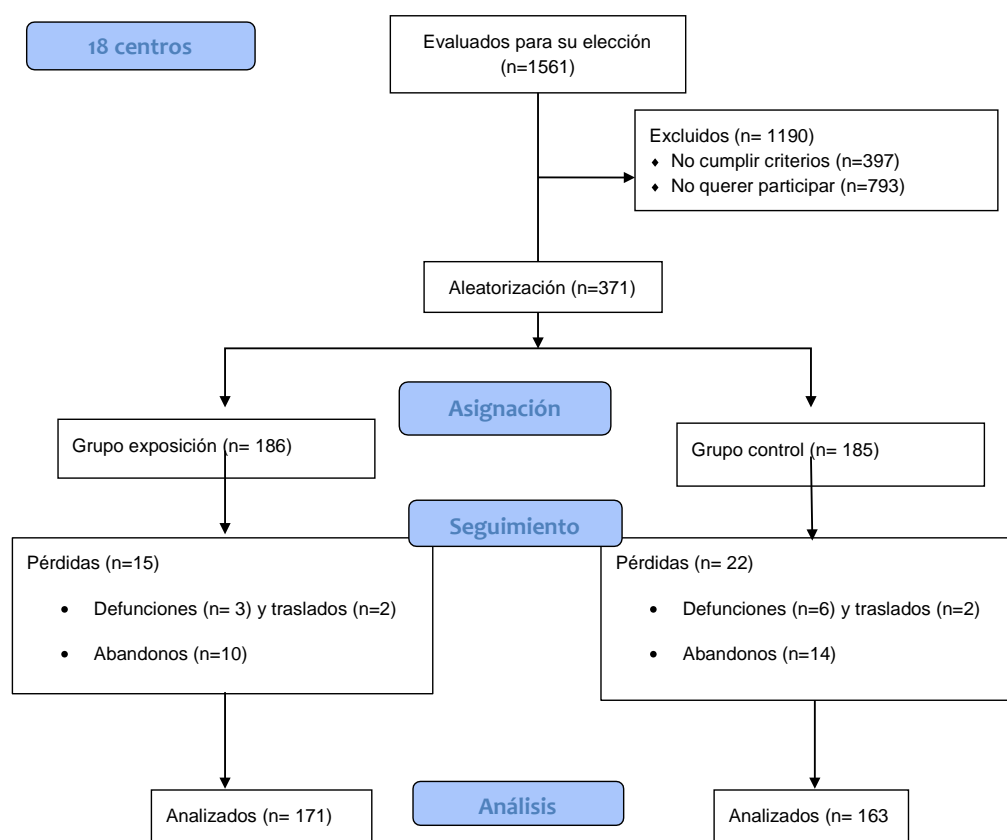 18 centros
Evaluados para su elección
(n=1561)
Excluidos (n= 1190)
♦ No cumplir criterios (n=397)
♦ No querer participar (n=793)
Aleatorización (n=371)
Asignación
Grupo exposición (n= 186)
Grupo control (n= 185)
Seguimiento
Pérdidas (n=15)
• Defunciones (n= 3) y traslados (n=2)
• Abandonos (n=10)
Pérdidas (n= 22)
• Defunciones (n=6) y traslados (n=2)
• Abandonos (n=14)
Análisis
Analizados (n= 171)
Analizados (n= 163